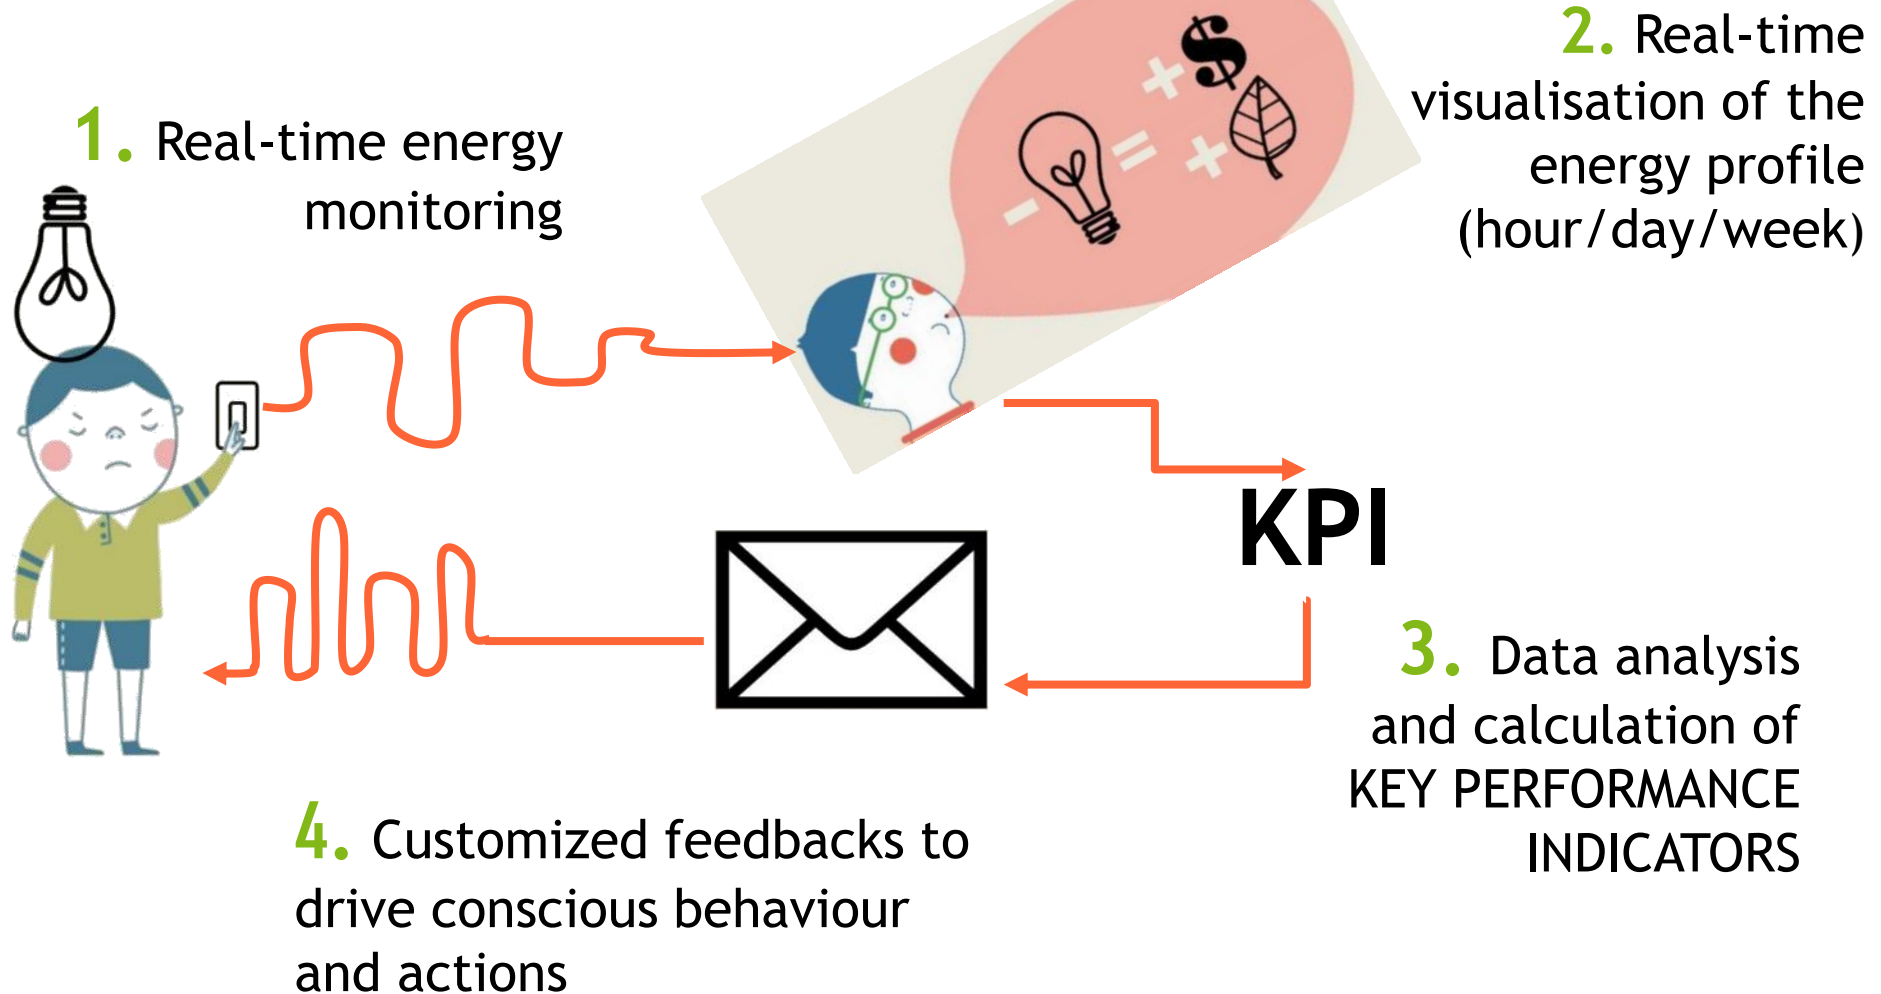 1. Real-time energy
monitoring
2. Real-time
visualisation of the
energy profile
(hour/day/week)
- = + $ +
KPI
3. Data analysis
and calculation of
KEY PERFORMANCE
INDICATORS
4. Customized feedbacks to
drive conscious behaviour
and actions